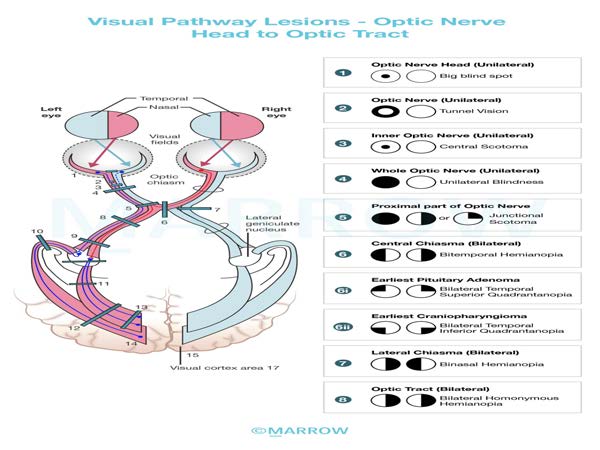 Visual Pathway Lesions - Optic Nerve
Head to Optic Tract
Left
eye
Temporal
Nasal
Right
eye
Visual
fields
Optic
chiasm
Lateral
geniculate
nucleus
1
2
3
4
5
6
7
8
9
10
11
12
13
14
15
Visual cortex area 17
MARROW
1
Optic Nerve Head (Unilateral)
Big blind spot
2
Optic Nerve (Unilateral)
Tunnel Vision
3
Inner Optic Nerve (Unilateral)
Central Scotoma
4
Whole Optic Nerve (Unilateral)
Unilateral Blindness
5
Proximal part of Optic Nerve
or
Junctional
Scotoma
6
Central Chiasma (Bilateral)
Bitemporal Hemianopia
6i
Earliest Pituitary Adenoma
Bilateral Temporal
Superior Quadrantanopia
6ii
Earliest Craniopharyngioma
Bilateral Temporal
Inferior Quadrantanopia
7
Lateral Chiasma (Bilateral)
Binasal Hemianopia
8
Optic Tract (Bilateral)
Bilateral Homonymous
Hemianopia
©MARROW